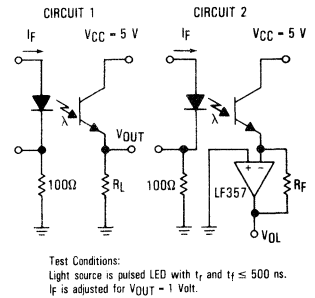 CIRCUIT 1
CIRCUIT 2
IF
VCC = 5 V
IF
VCC = 5 V
λ
λ
VOUT
100Ω
RL
100Ω
+ -
LF357
RF
VOL
Test Conditions:
Light source is pulsed LED with tr and tf ≤ 500 ns.
IF is adjusted for VOUT = 1 Volt.